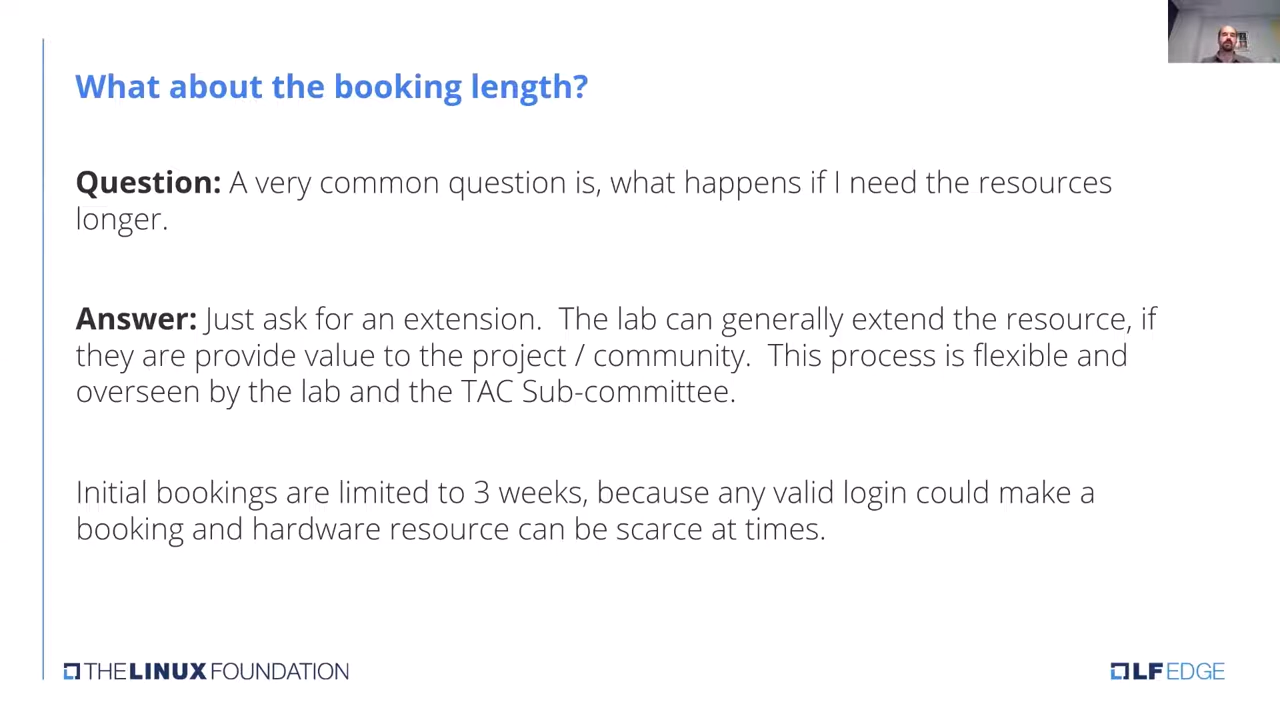 What about the booking length?
Question: A very common question is, what happens if I need the resources
longer.
Answer: Just ask for an extension.  The lab can generally extend the resource, if
they are provide value to the project / community.  This process is flexible and
overseen by the lab and the TAC Sub-committee.
Initial bookings are limited to 3 weeks, because any valid login could make a
booking and hardware resource can be scarce at times.
THE LINUX FOUNDATION
LF EDGE